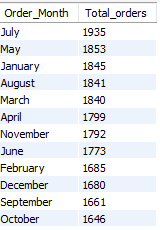 Order_Month Total_orders
July 1935
May 1853
January 1845
August 1841
March 1840
April 1799
November 1792
June 1773
February 1685
December 1680
September 1661
October 1646